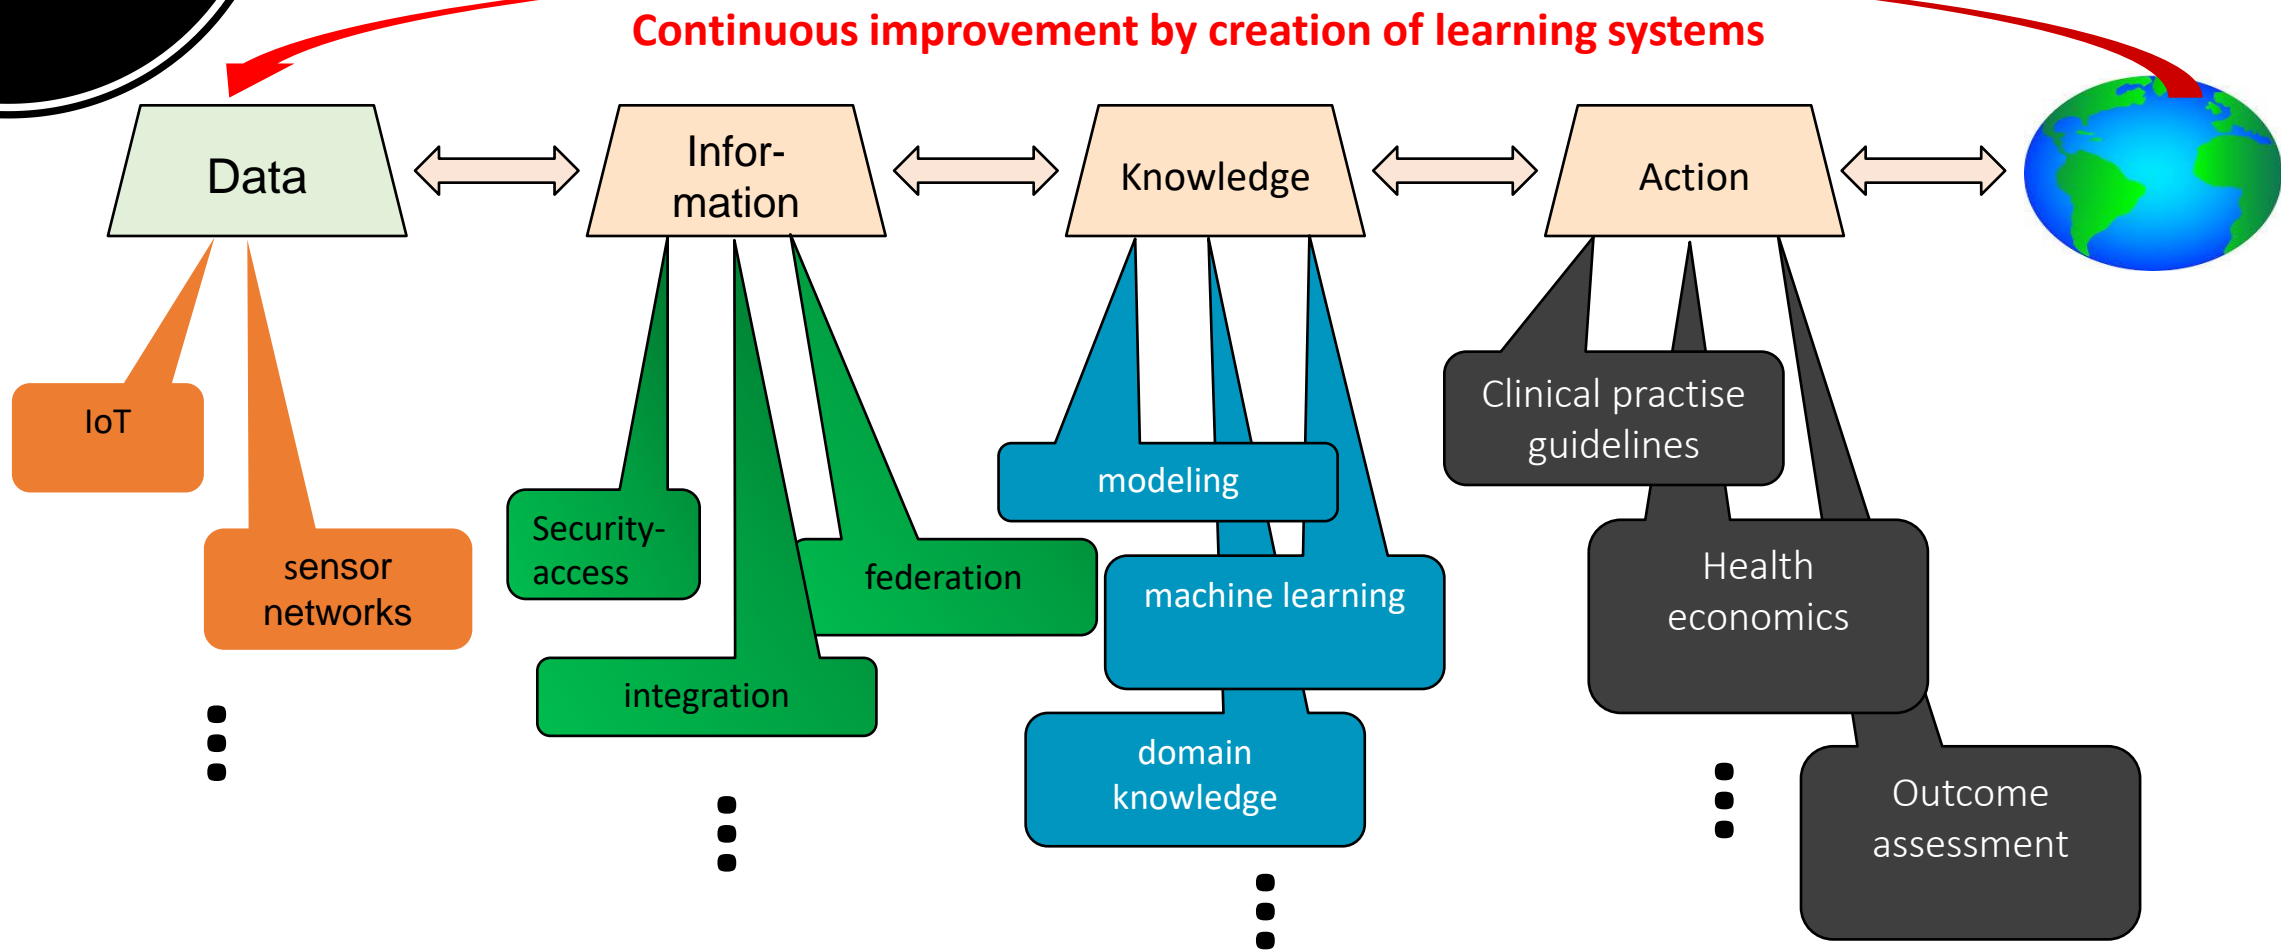 Continuous improvement by creation of learning systems
Data
Infor-
mation
Knowledge
Action
IoT
sensor
networks
Security-
access
federation
integration
modeling
machine learning
domain
knowledge
Clinical practise
guidelines
Health
economics
Outcome
assessment